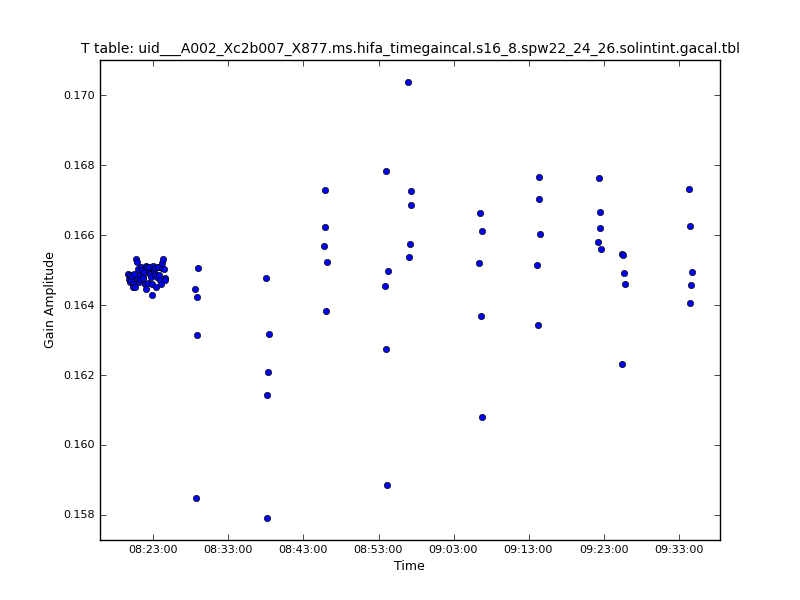 T table: uid___A002_Xc2b007_X877.ms.hifa_timegaincal.s16_8.spw22_24_26.solintint.gacal.tbl
0.170
0.168
0.166
0.164
0.162
0.160
0.158
Gain Amplitude
08:23:00 08:33:00 08:43:00 08:53:00 09:03:00 09:13:00 09:23:00 09:33:00
Time